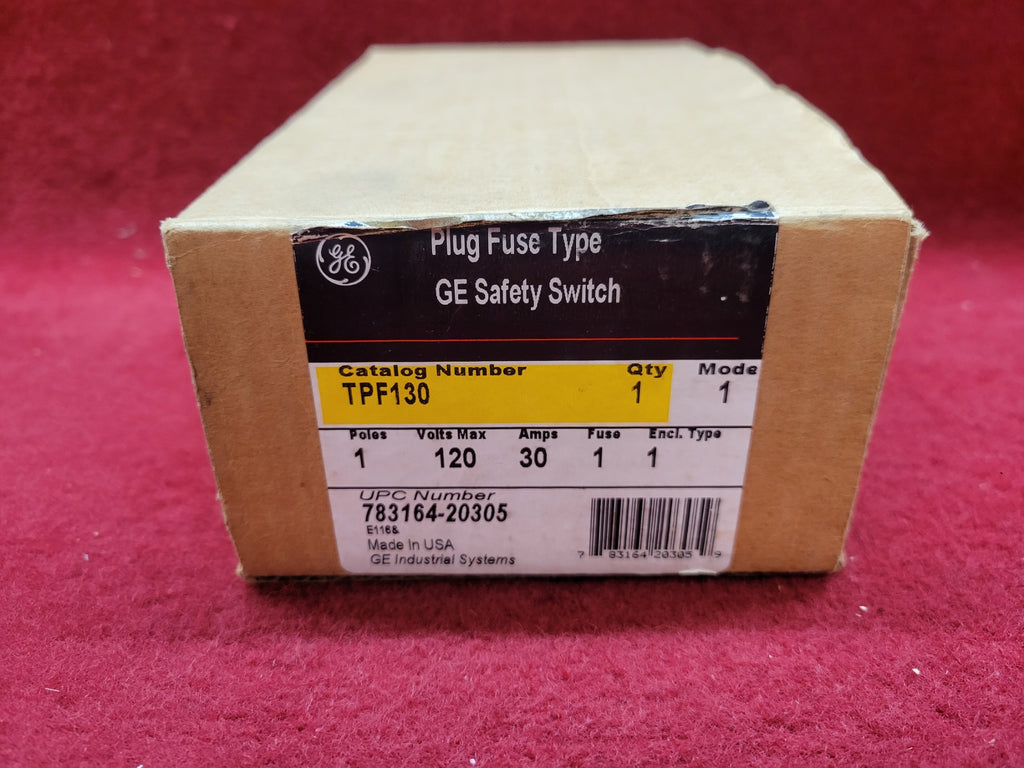 GE
Plug Fuse Type
GE Safety Switch
Catalog Number Qty Mode
TPF130 1 1
Poles Volts Max Amps Fuse Encl. Type
1 120 30 1 1
UPC Number
783164-20305
Made In USA
GE Industrial Systems
7 83164 20305 9